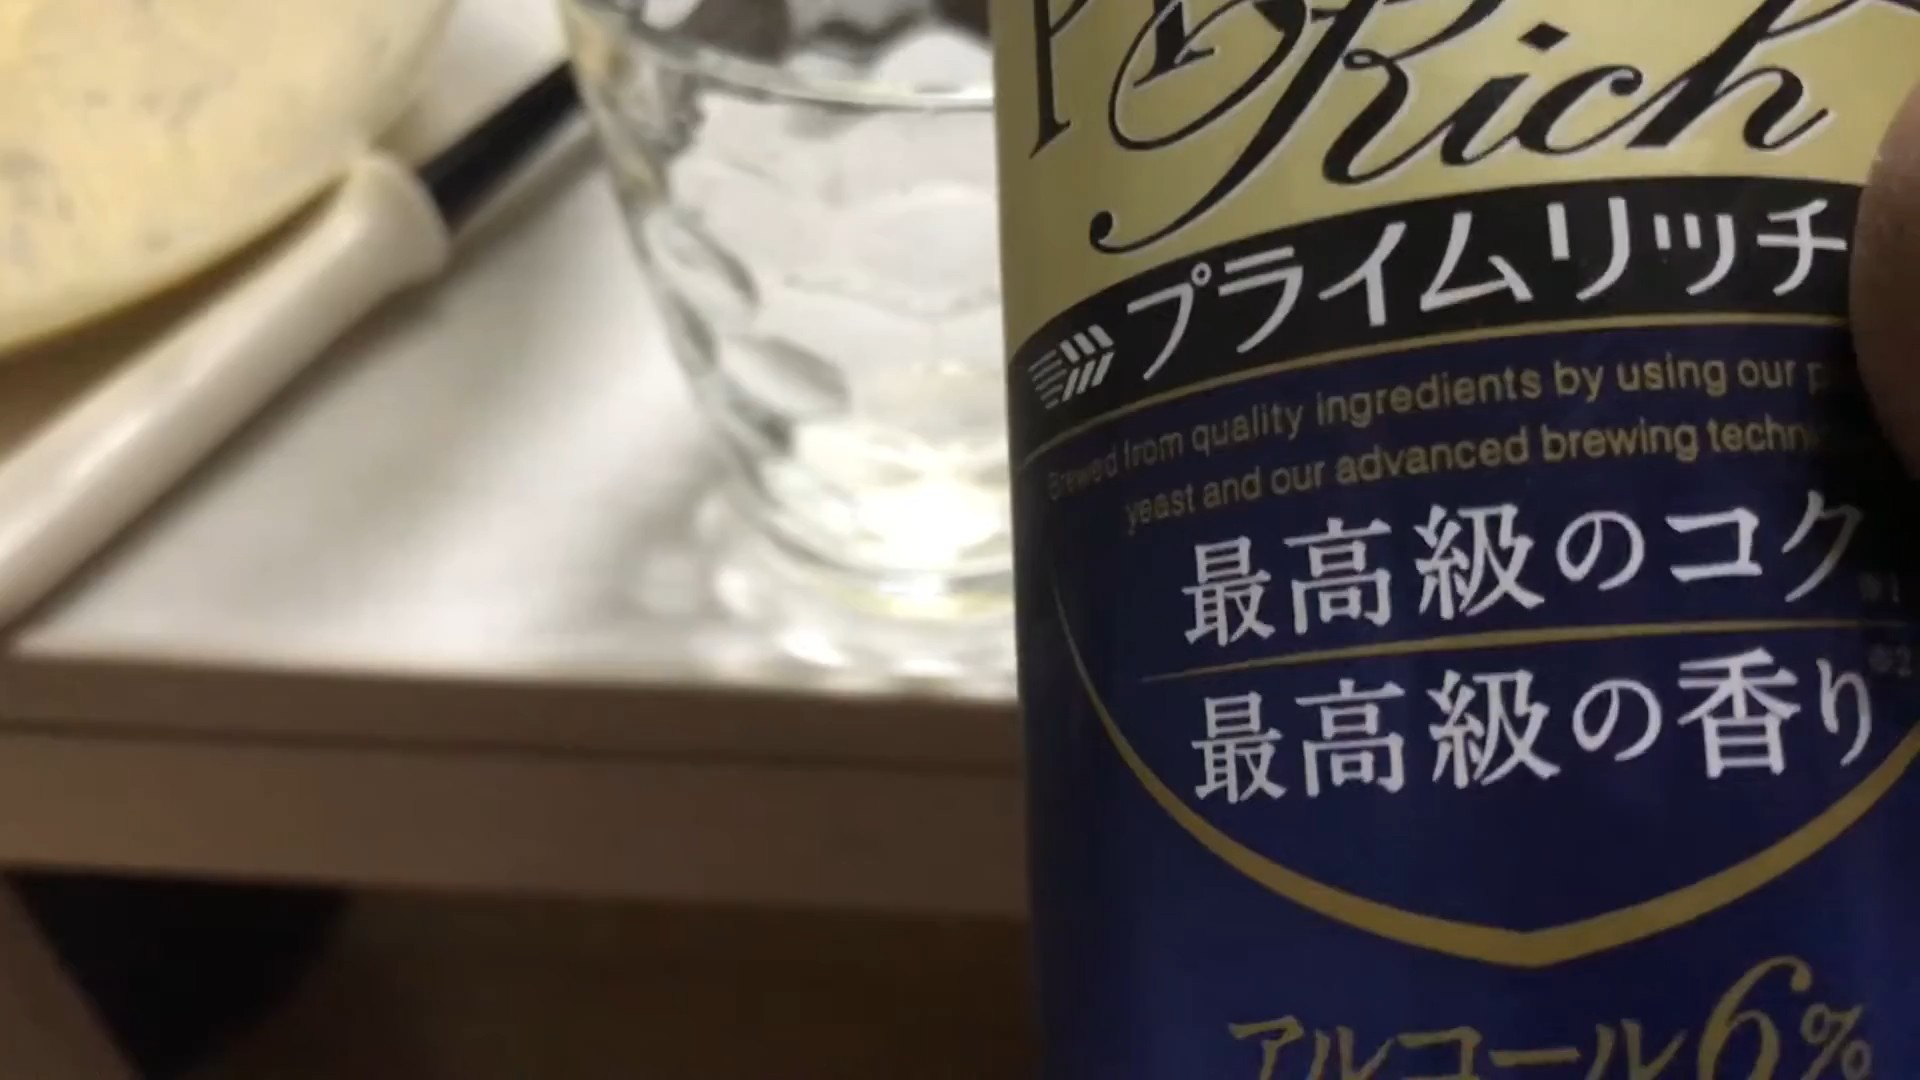 Rich
プライムリッチ
Brewed from quality ingredients by using our
yeast and our advanced brewing
最高級のコク
最高級の香り
アルコール6%